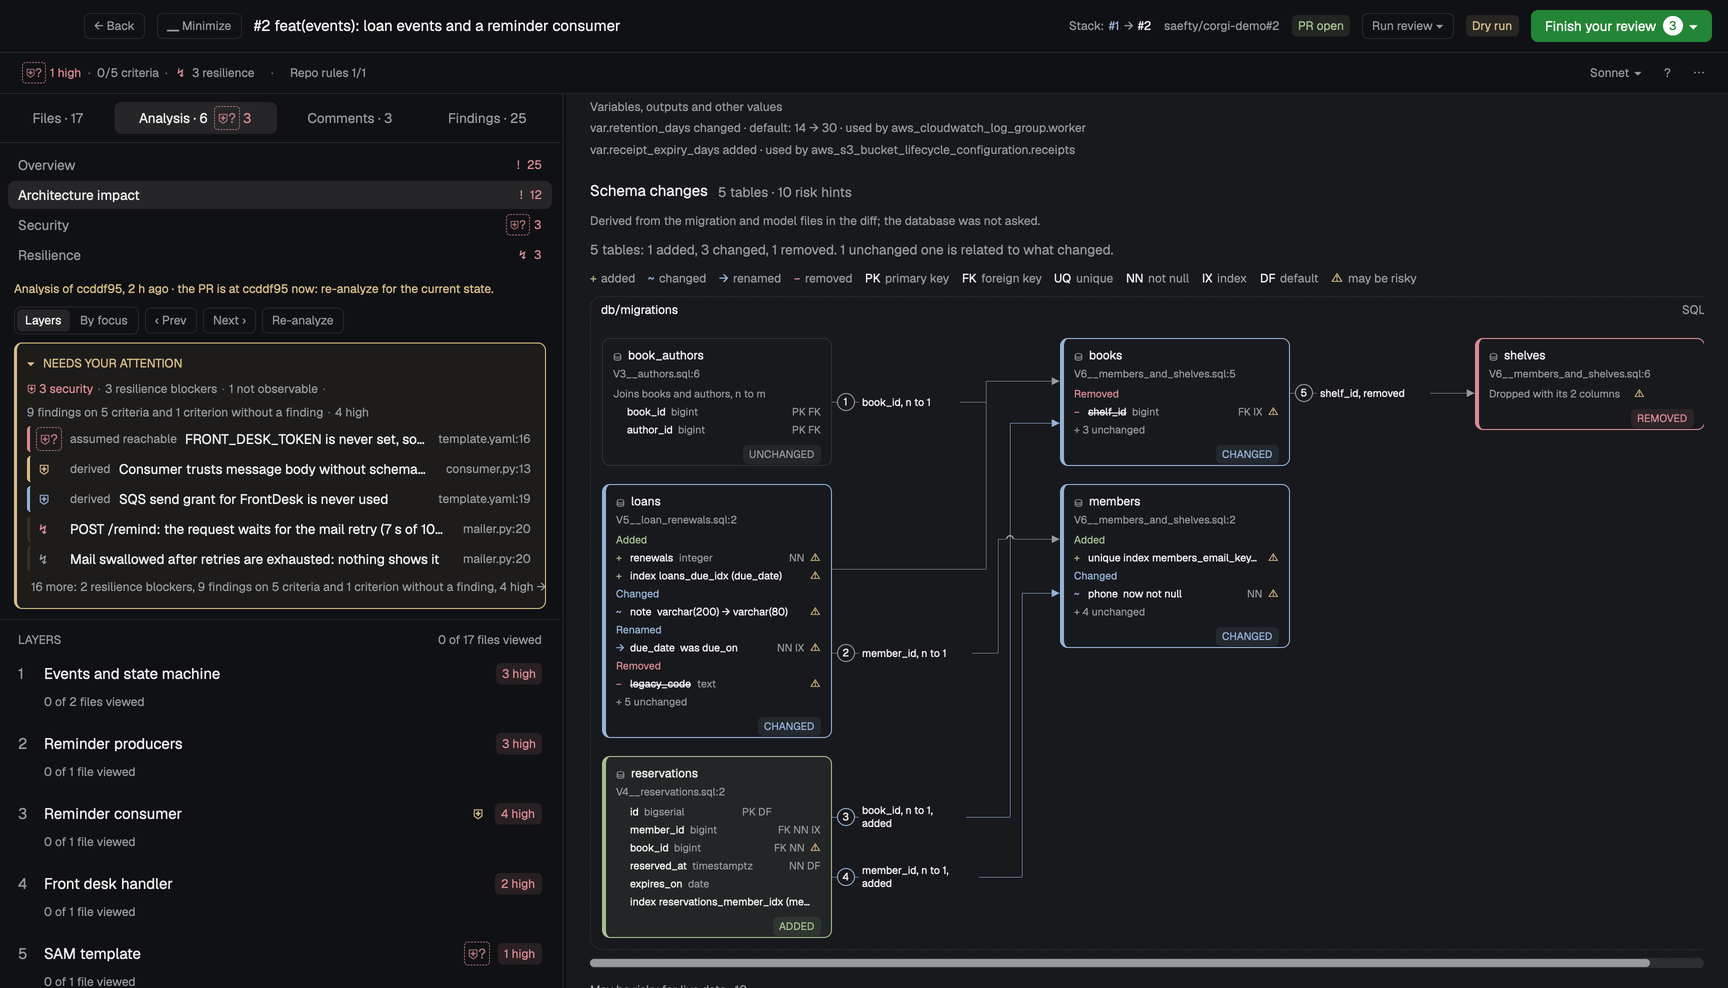 ← Back
Minimize
#2 feat(events): loan events and a reminder consumer
Stack: #1 → #2
saefty/corgi-demo#2
PR open
Run review
Dry run
Finish your review 3
? 1 high · 0/5 criteria · 3 resilience · Repo rules 1/1
Sonnet
?
···
Files · 17
Analysis · 6 ? 3
Comments · 3
Findings · 25
Overview ! 25
Architecture impact ! 12
Security ? 3
Resilience 3
Analysis of ccddf95, 2 h ago · the PR is at ccddf95 now: re-analyze for the current state.
Layers
By focus
‹ Prev
Next ›
Re-analyze
NEEDS YOUR ATTENTION
3 security · 3 resilience blockers · 1 not observable ·
9 findings on 5 criteria and 1 criterion without a finding · 4 high
? assumed reachable FRONT_DESK_TOKEN is never set, so... template.yaml:16
derived Consumer trusts message body without schema... consumer.py:13
derived SQS send grant for FrontDesk is never used template.yaml:19
POST /remind: the request waits for the mail retry (7 s of 10... mailer.py:20
Mail swallowed after retries are exhausted: nothing shows it mailer.py:20
16 more: 2 resilience blockers, 9 findings on 5 criteria and 1 criterion without a finding, 4 high →
LAYERS 0 of 17 files viewed
1 Events and state machine 3 high
0 of 2 files viewed
2 Reminder producers 3 high
0 of 1 file viewed
3 Reminder consumer 4 high
0 of 1 file viewed
4 Front desk handler 2 high
0 of 1 file viewed
5 SAM template ? 1 high
0 of 1 file viewed
Variables, outputs and other values
var.retention_days changed · default: 14 → 30 · used by aws_cloudwatch_log_group.worker
var.receipt_expiry_days added · used by aws_s3_bucket_lifecycle_configuration.receipts
Schema changes 5 tables · 10 risk hints
Derived from the migration and model files in the diff; the database was not asked.
5 tables: 1 added, 3 changed, 1 removed. 1 unchanged one is related to what changed.
+ added ~ changed → renamed − removed PK primary key FK foreign key UQ unique NN not null IX index DF default ⚠ may be risky
db/migrations SQL
book_authors
V3__authors.sql:6
Joins books and authors, n to m
book_id bigint PK FK
author_id bigint PK FK
UNCHANGED
1 book_id, n to 1
books
V6__members_and_shelves.sql:5
Removed
− shelf_id bigint FK IX ⚠
+ 3 unchanged
CHANGED
5 shelf_id, removed
shelves
V6__members_and_shelves.sql:6
Dropped with its 2 columns ⚠
REMOVED
loans
V5__loan_renewals.sql:2
Added
+ renewals integer NN ⚠
+ index loans_due_idx (due_date) ⚠
Changed
~ note varchar(200) → varchar(80) ⚠
Renamed
→ due_date was due_on NN IX ⚠
Removed
− legacy_code text ⚠
+ 5 unchanged
CHANGED
2 member_id, n to 1
members
V6__members_and_shelves.sql:2
Added
+ unique index members_email_key... ⚠
Changed
~ phone now not null NN ⚠
+ 4 unchanged
CHANGED
reservations
V4__reservations.sql:2
id bigserial PK DF
member_id bigint FK NN IX
book_id bigint FK NN ⚠
reserved_at timestamptz NN DF
expires_on date
index reservations_member_idx (me...
ADDED
3 book_id, n to 1,
added
4 member_id, n to 1,
added